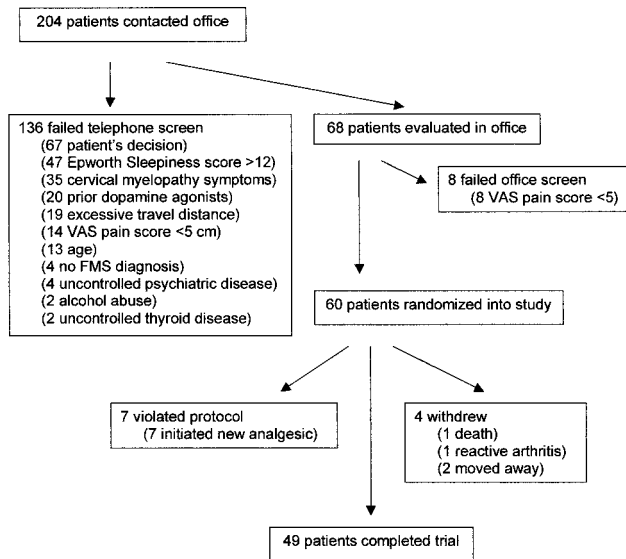 204 patients contacted office
136 failed telephone screen
(67 patient's decision)
(47 Epworth Sleepiness score >12)
(35 cervical myelopathy symptoms)
(20 prior dopamine agonists)
(19 excessive travel distance)
(14 VAS pain score <5 cm)
(13 age)
(4 no FMS diagnosis)
(4 uncontrolled psychiatric disease)
(2 alcohol abuse)
(2 uncontrolled thyroid disease)
68 patients evaluated in office
8 failed office screen
(8 VAS pain score <5)
60 patients randomized into study
7 violated protocol
(7 initiated new analgesic)
4 withdrew
(1 death)
(1 reactive arthritis)
(2 moved away)
49 patients completed trial